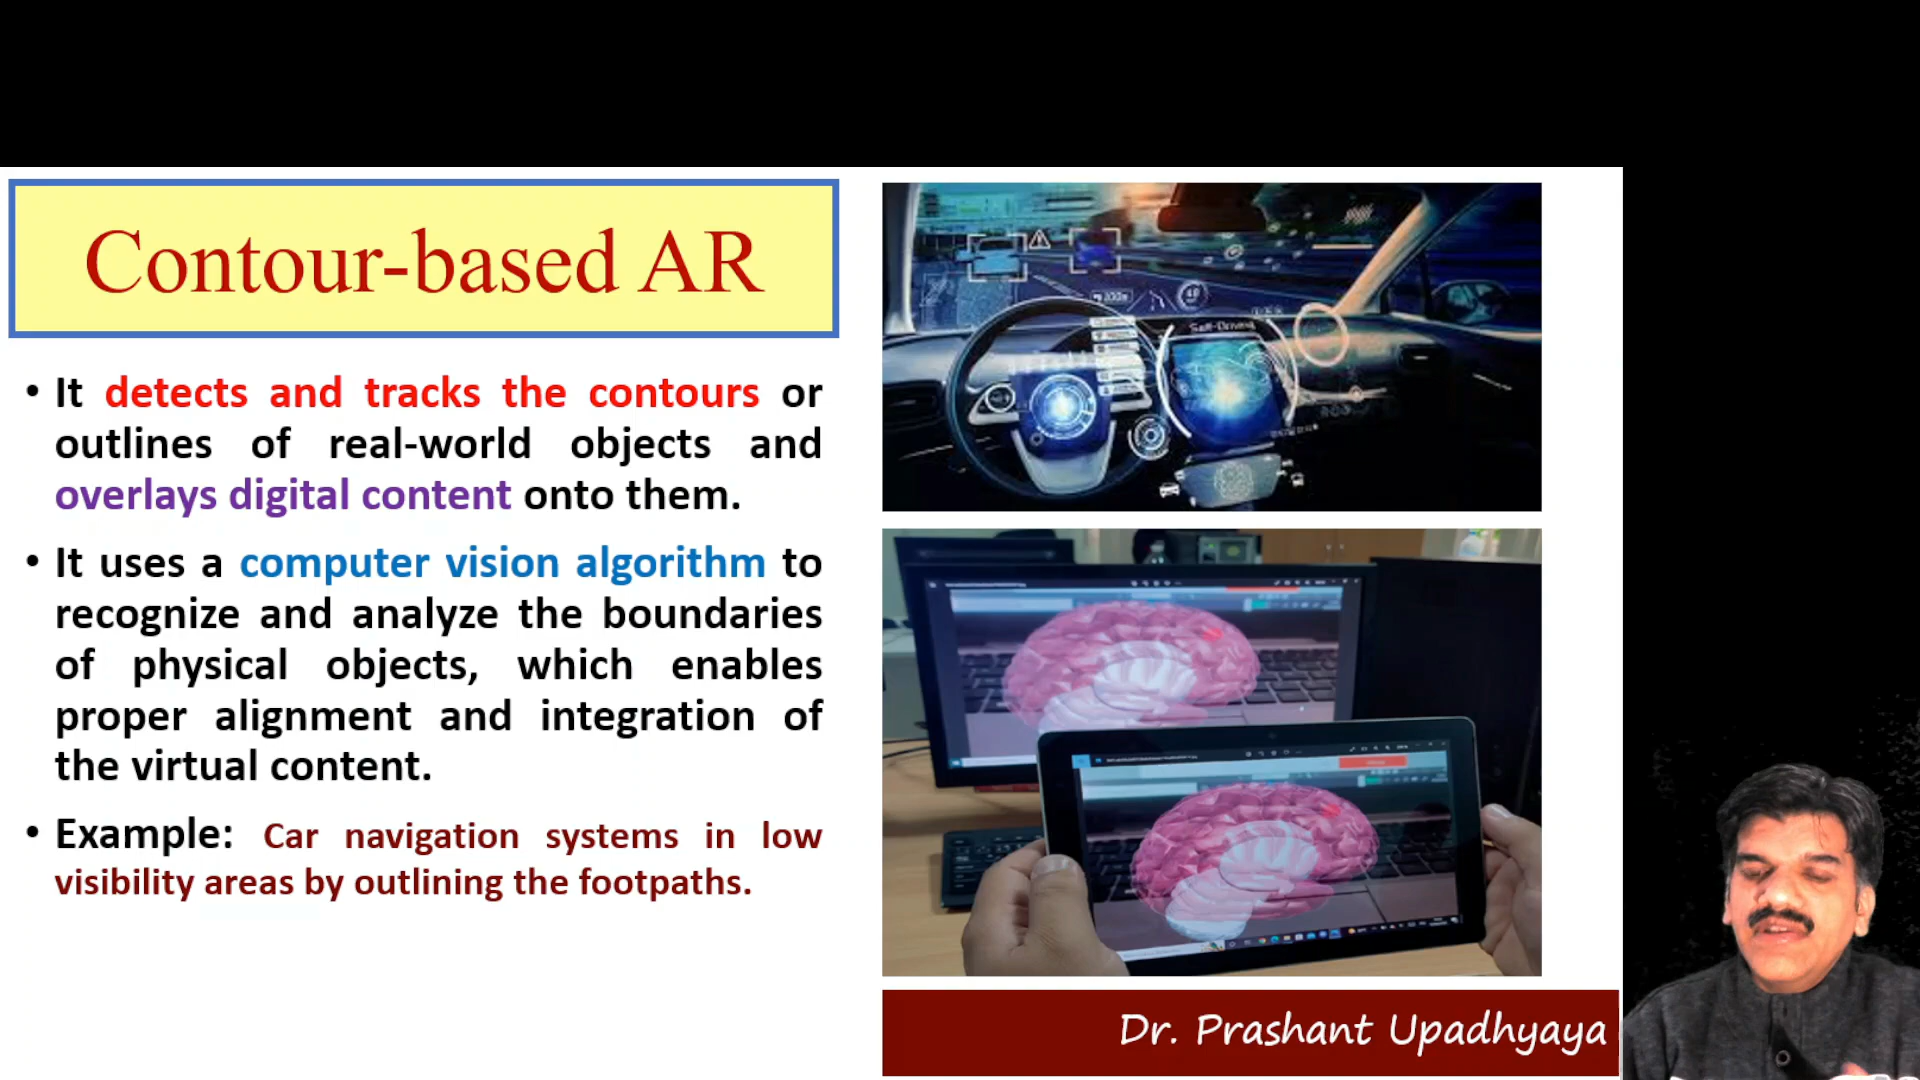 Contour-based AR
• It detects and tracks the contours or
outlines of real-world objects and
overlays digital content onto them.
• It uses a computer vision algorithm to
recognize and analyze the boundaries
of physical objects, which enables
proper alignment and integration of
the virtual content.
• Example: Car navigation systems in low
visibility areas by outlining the footpaths.
Self-Driving
Dr. Prashant Upadhyaya